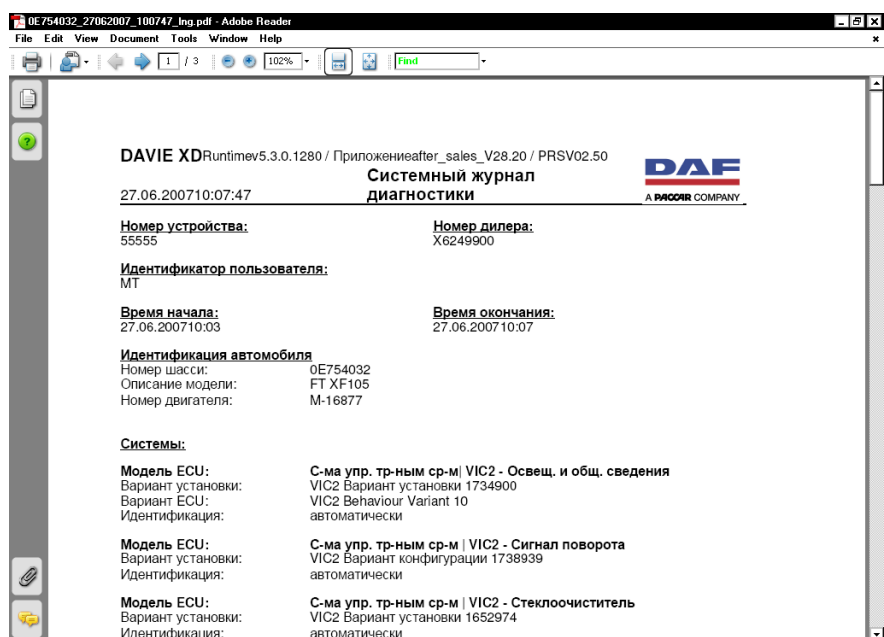 0E754032_27062007_100747_lng.pdf - Adobe Reader
File Edit View Document Tools Window Help
1 / 3 102% Find
DAVIE XDRuntimev5.3.0.1280 / Приложениеafter_sales_V28.20 / PRSV02.50
Системный журнал
27.06.200710:07:47 диагностики
DAF
A PACCAR COMPANY
Номер устройства: Номер дилера:
55555 X6249900
Идентификатор пользователя:
MT
Время начала: Время окончания:
27.06.200710:03 27.06.200710:07
Идентификация автомобиля
Номер шасси: 0E754032
Описание модели: FT XF105
Номер двигателя: M-16877
Системы:
Модель ECU: С-ма упр. тр-ным ср-м| VIC2 - Освещ. и общ. сведения
Вариант установки: VIC2 Вариант установки 1734900
Вариант ECU: VIC2 Behaviour Variant 10
Идентификация: автоматически
Модель ECU: С-ма упр. тр-ным ср-м | VIC2 - Сигнал поворота
Вариант установки: VIC2 Вариант конфигурации 1738939
Идентификация: автоматически
Модель ECU: С-ма упр. тр-ным ср-м | VIC2 - Стеклоочиститель
Вариант установки: VIC2 Вариант установки 1652974
Идентификация: автоматически